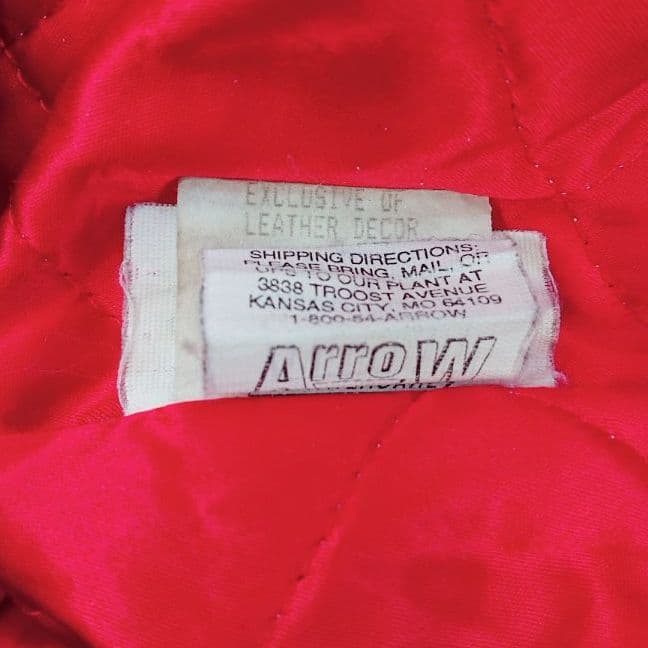 EXCLUSIVE OF
LEATHER DECOR
SHIPPING DIRECTIONS:
PLEASE BRING, MAIL, OR
UPS TO OUR PLANT AT
3838 TROOST AVENUE
KANSAS CITY, MO 64109
1-800-54-ARROW
ArroW